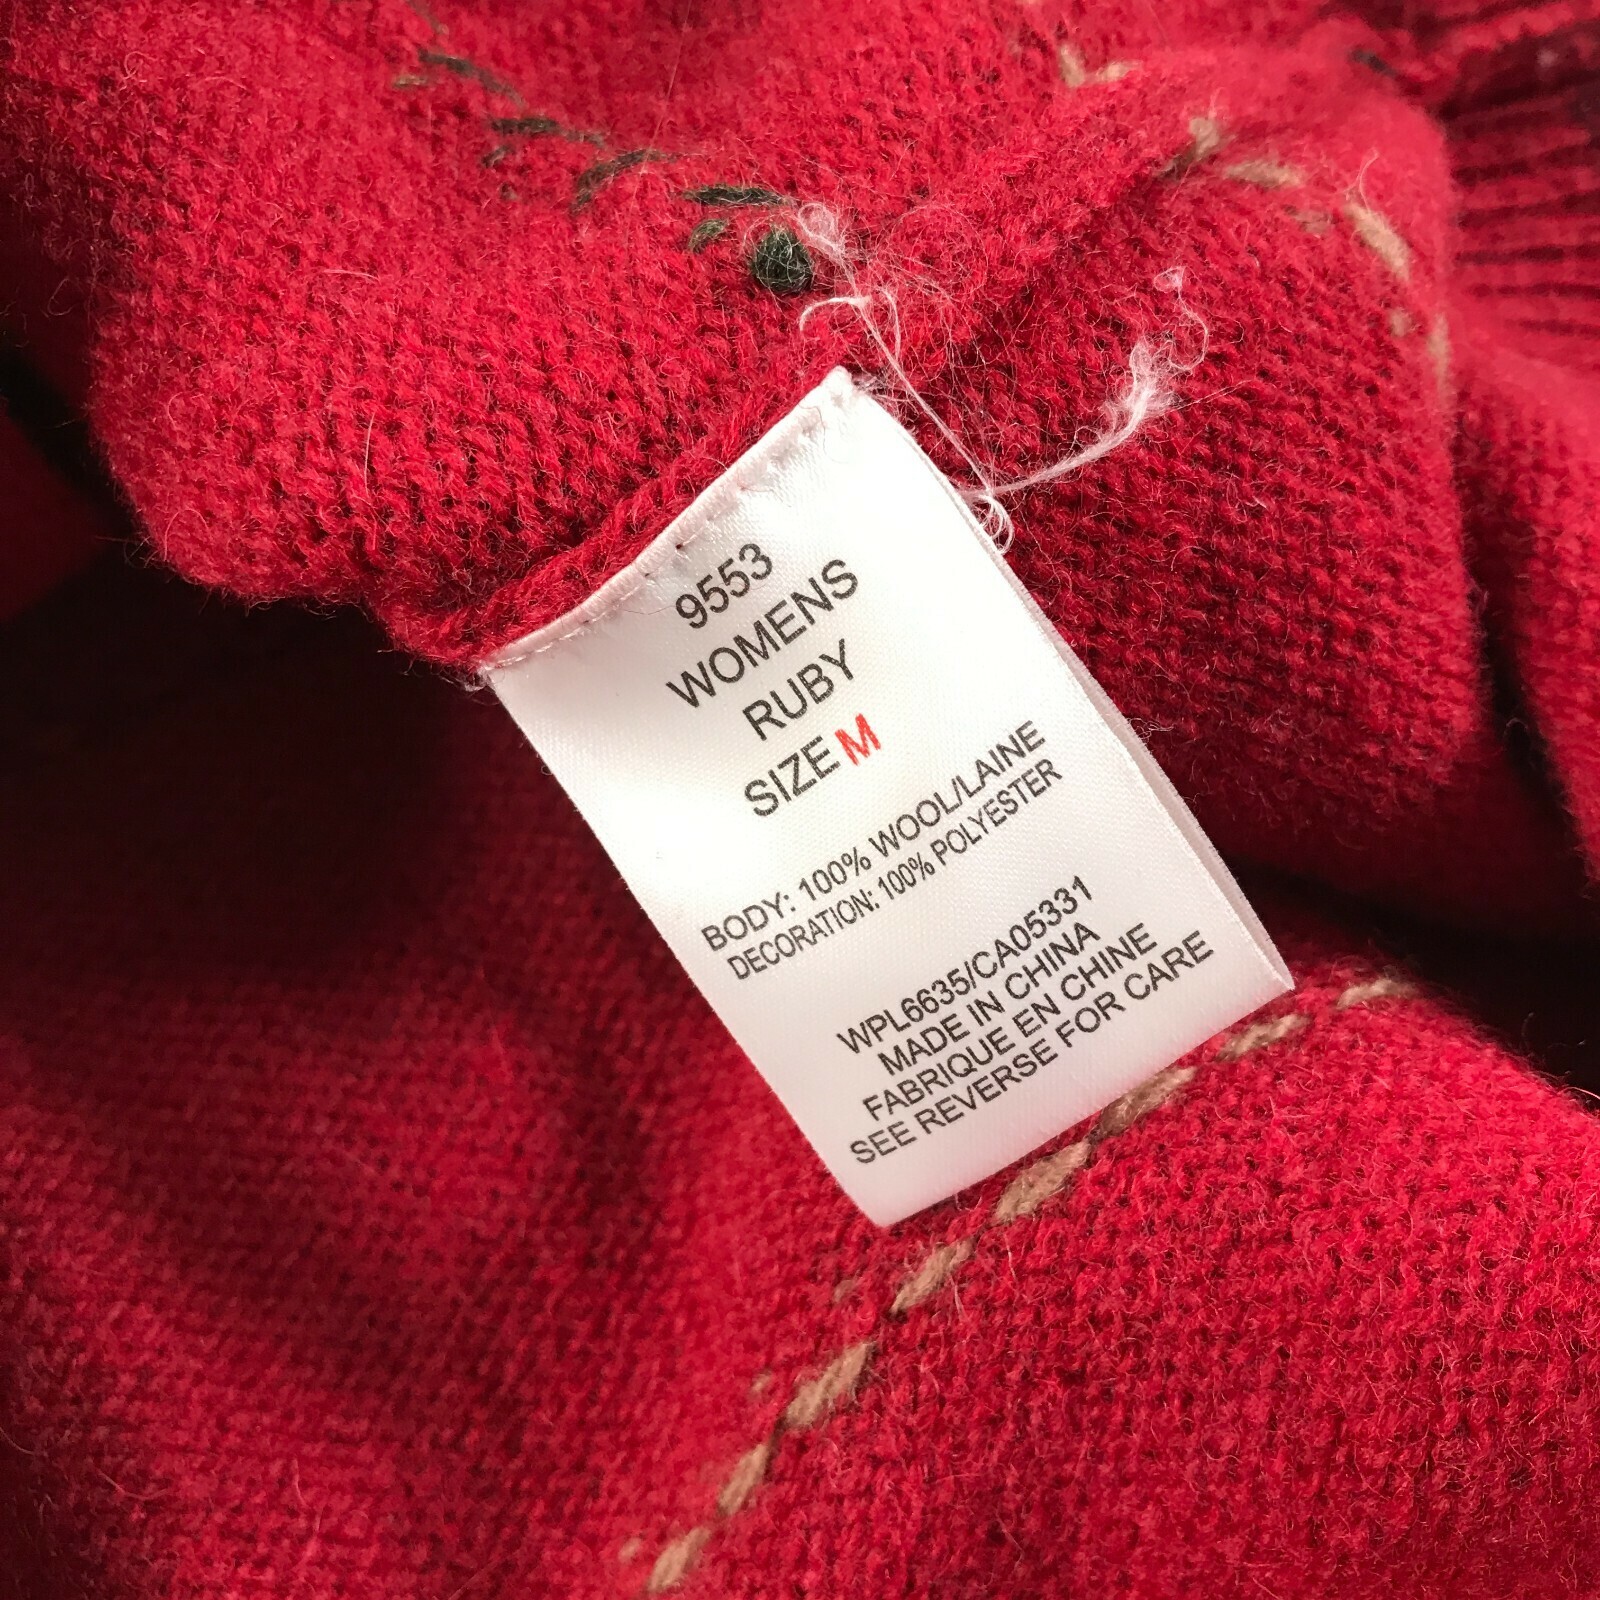 9553
WOMENS
RUBY
SIZE M
BODY: 100% WOOL/LAINE
DECORATION: 100% POLYESTER
WPL6635/CA05331
MADE IN CHINA
FABRIQUE EN CHINE
SEE REVERSE FOR CARE